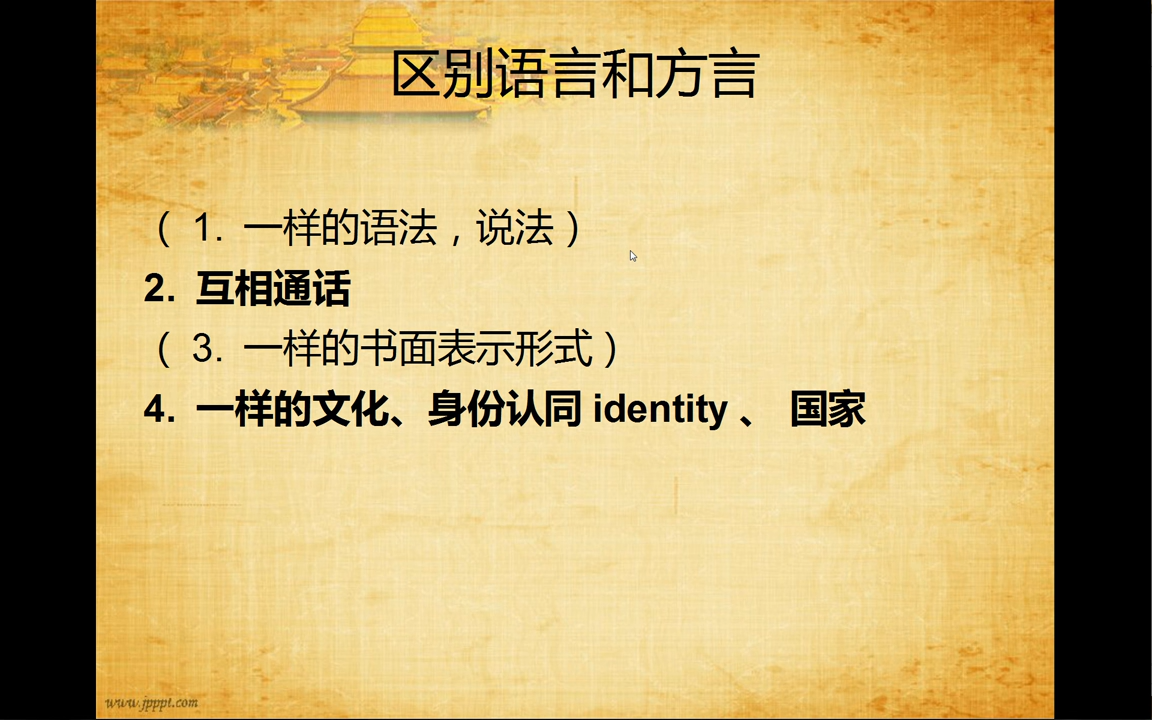 区别语言和方言
（ 1. 一样的语法，说法）
2. 互相通话
（ 3. 一样的书面表示形式）
4. 一样的文化、身份认同 identity 、 国家
www.jpppt.com